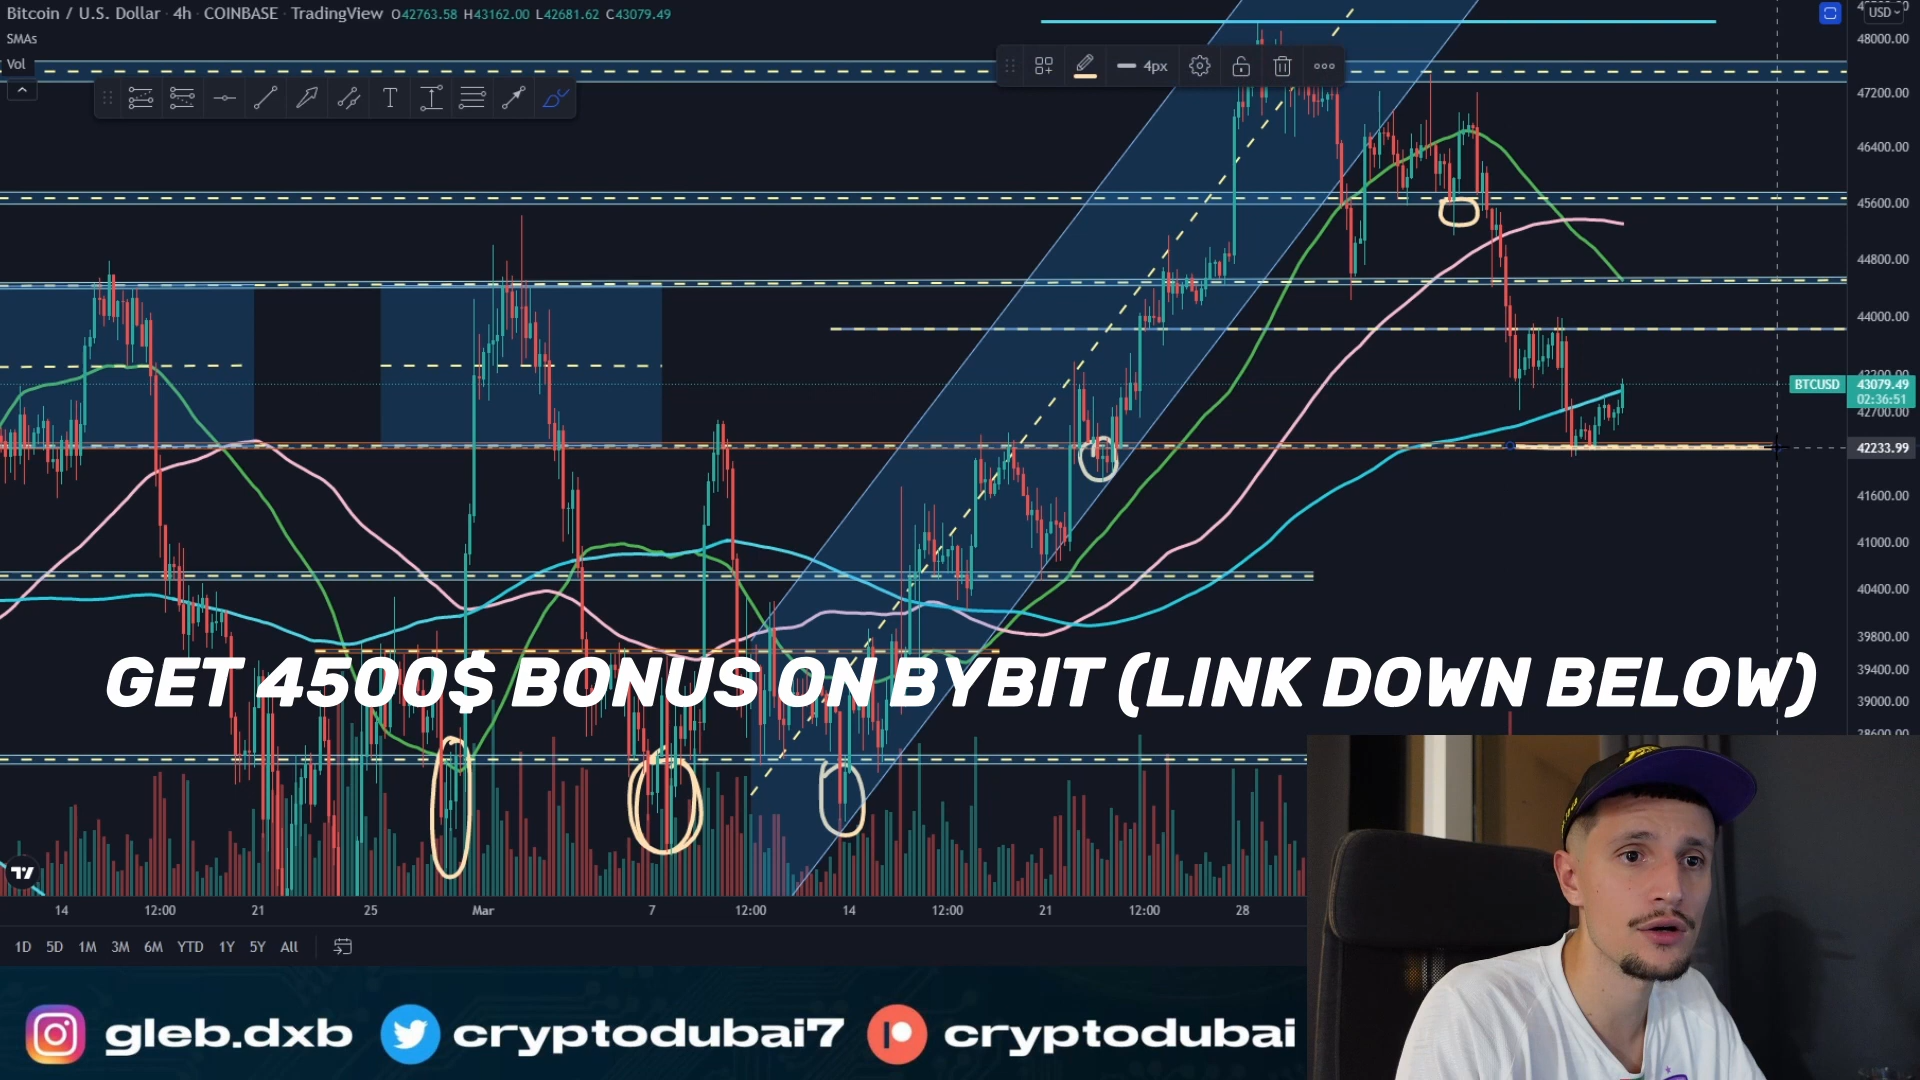 Bitcoin / U.S. Dollar · 4h · COINBASE · TradingView O42763.58 H43162.00 L42681.62 C43079.49
USD
SMAs
48000.00
Vol
4px
T
47200.00
46400.00
45600.00
44800.00
44000.00
BTCUSD 43079.49
02:36:51
42700.00
42233.99
41600.00
41000.00
40400.00
39800.00
39400.00
39000.00
GET 4500$ BONUS ON BYBIT (LINK DOWN BELOW)
14 12:00 21 25 Mar 7 12:00 14 12:00 21 12:00 28
1D 5D 1M 3M 6M YTD 1Y 5Y All
gleb.dxb cryptodubai7 cryptodubai